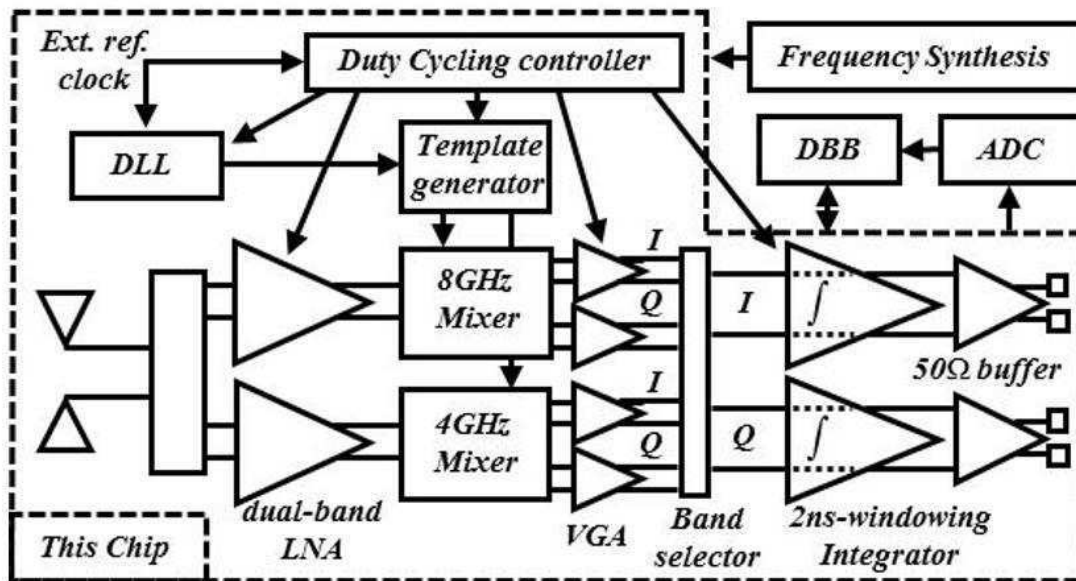 Ext. ref.
clock
Duty Cycling controller
Frequency Synthesis
DLL
Template
generator
DBB
ADC
8GHz
Mixer
I
Q
I
∫
50Ω buffer
4GHz
Mixer
I
Q
Q
∫
dual-band
LNA
VGA
Band
selector
2ns-windowing
Integrator
This Chip